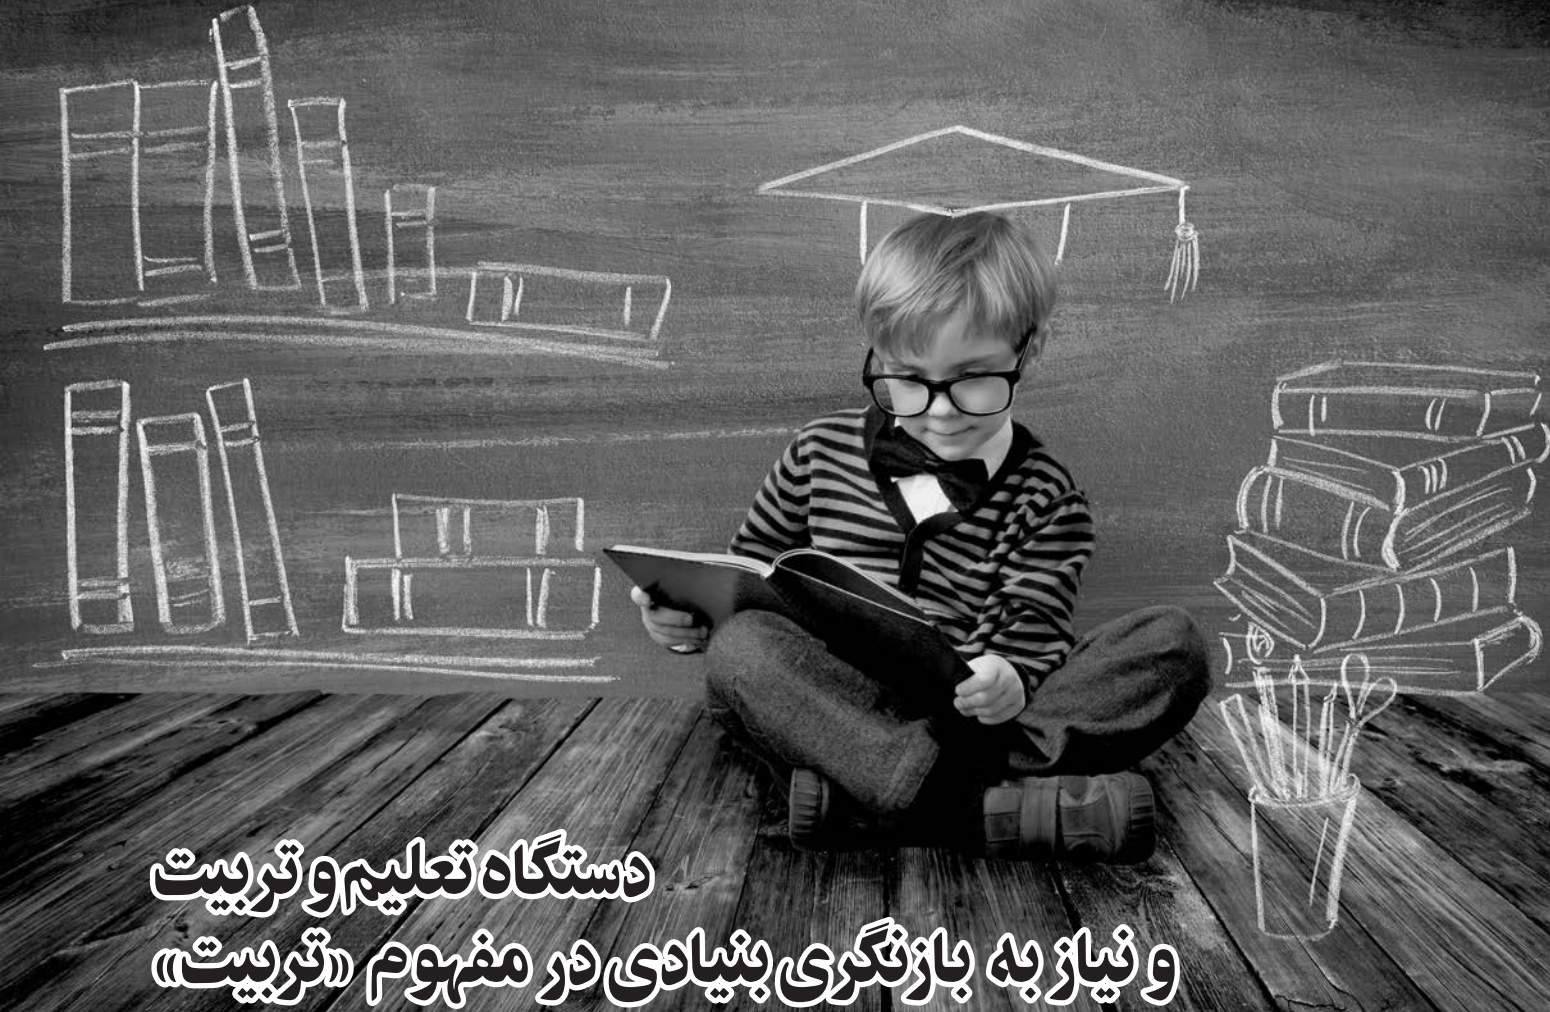 دستگاه تعلیم و تربیت
و نیاز به بازنگری بنیادی در مفهوم «تربیت»